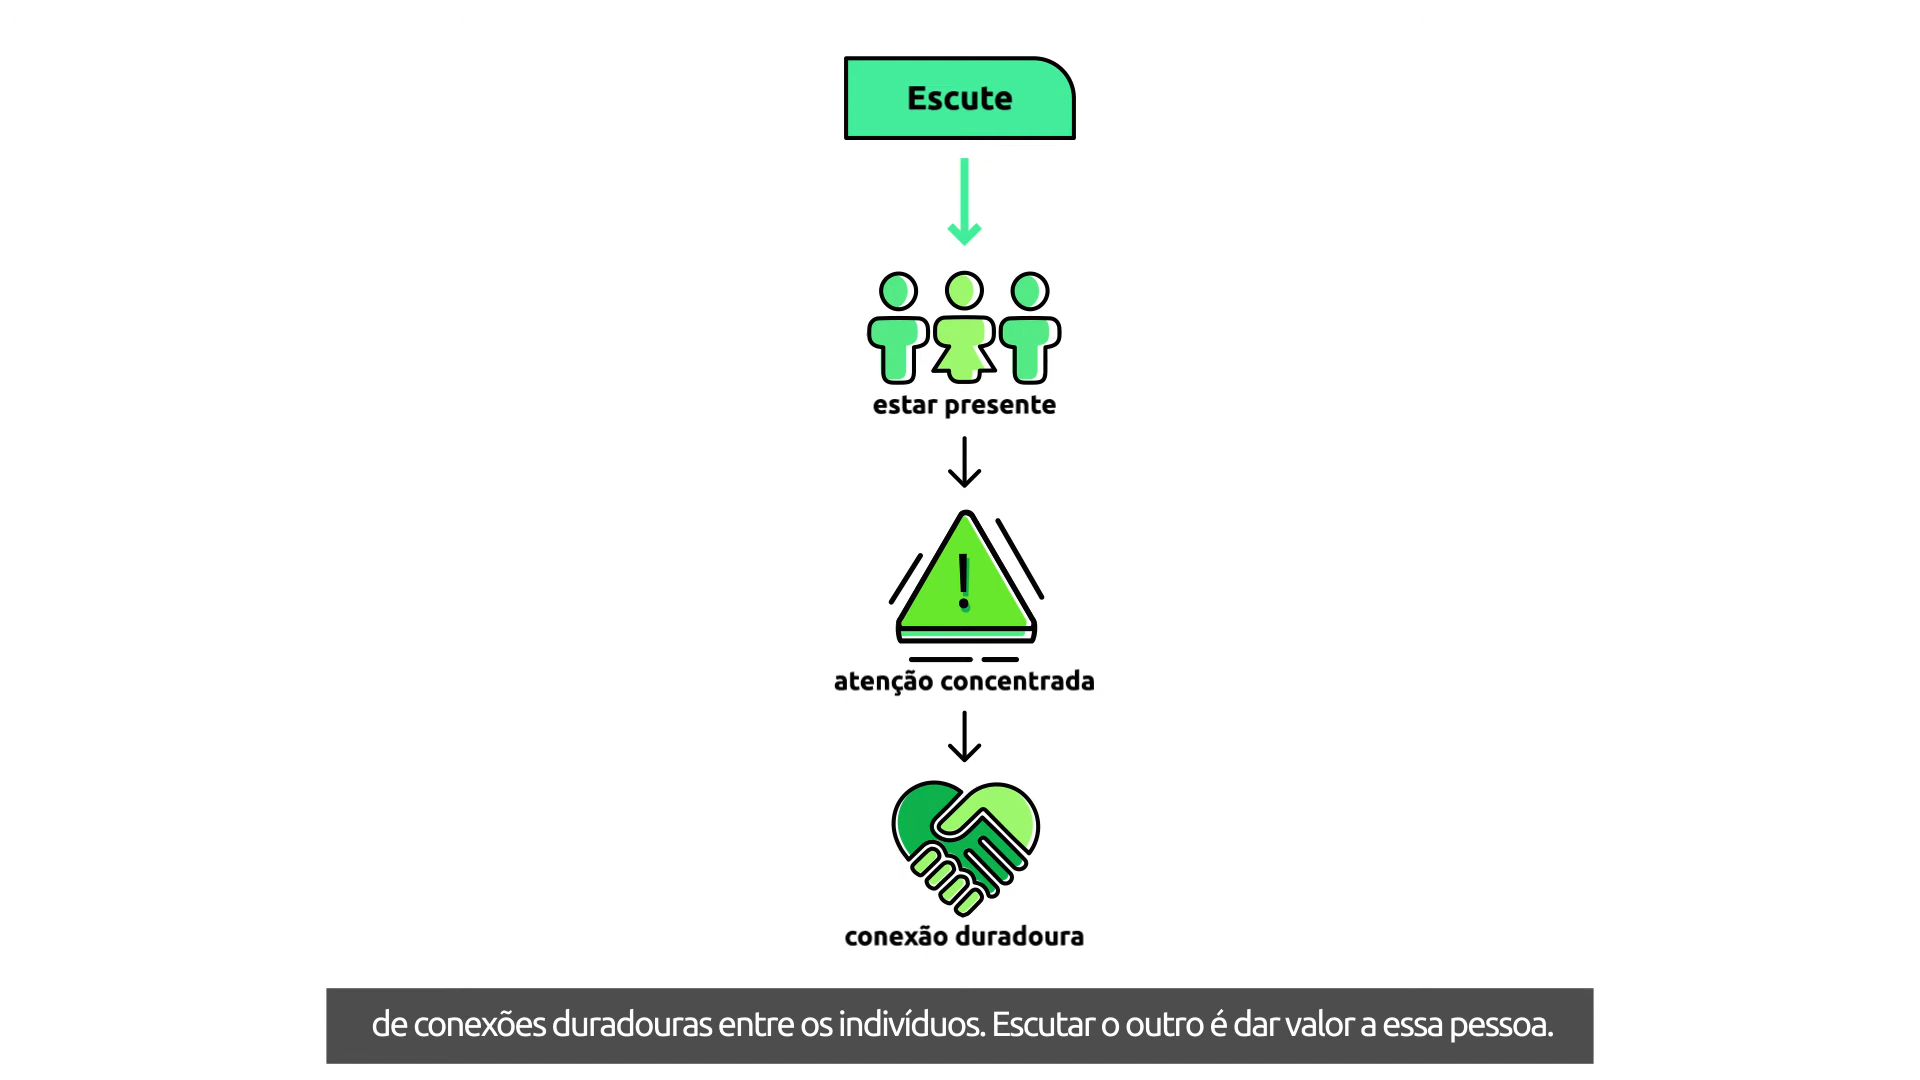 Escute
estar presente
!
atenção concentrada
conexão duradoura
de conexões duradouras entre os indivíduos. Escutar o outro é dar valor a essa pessoa.